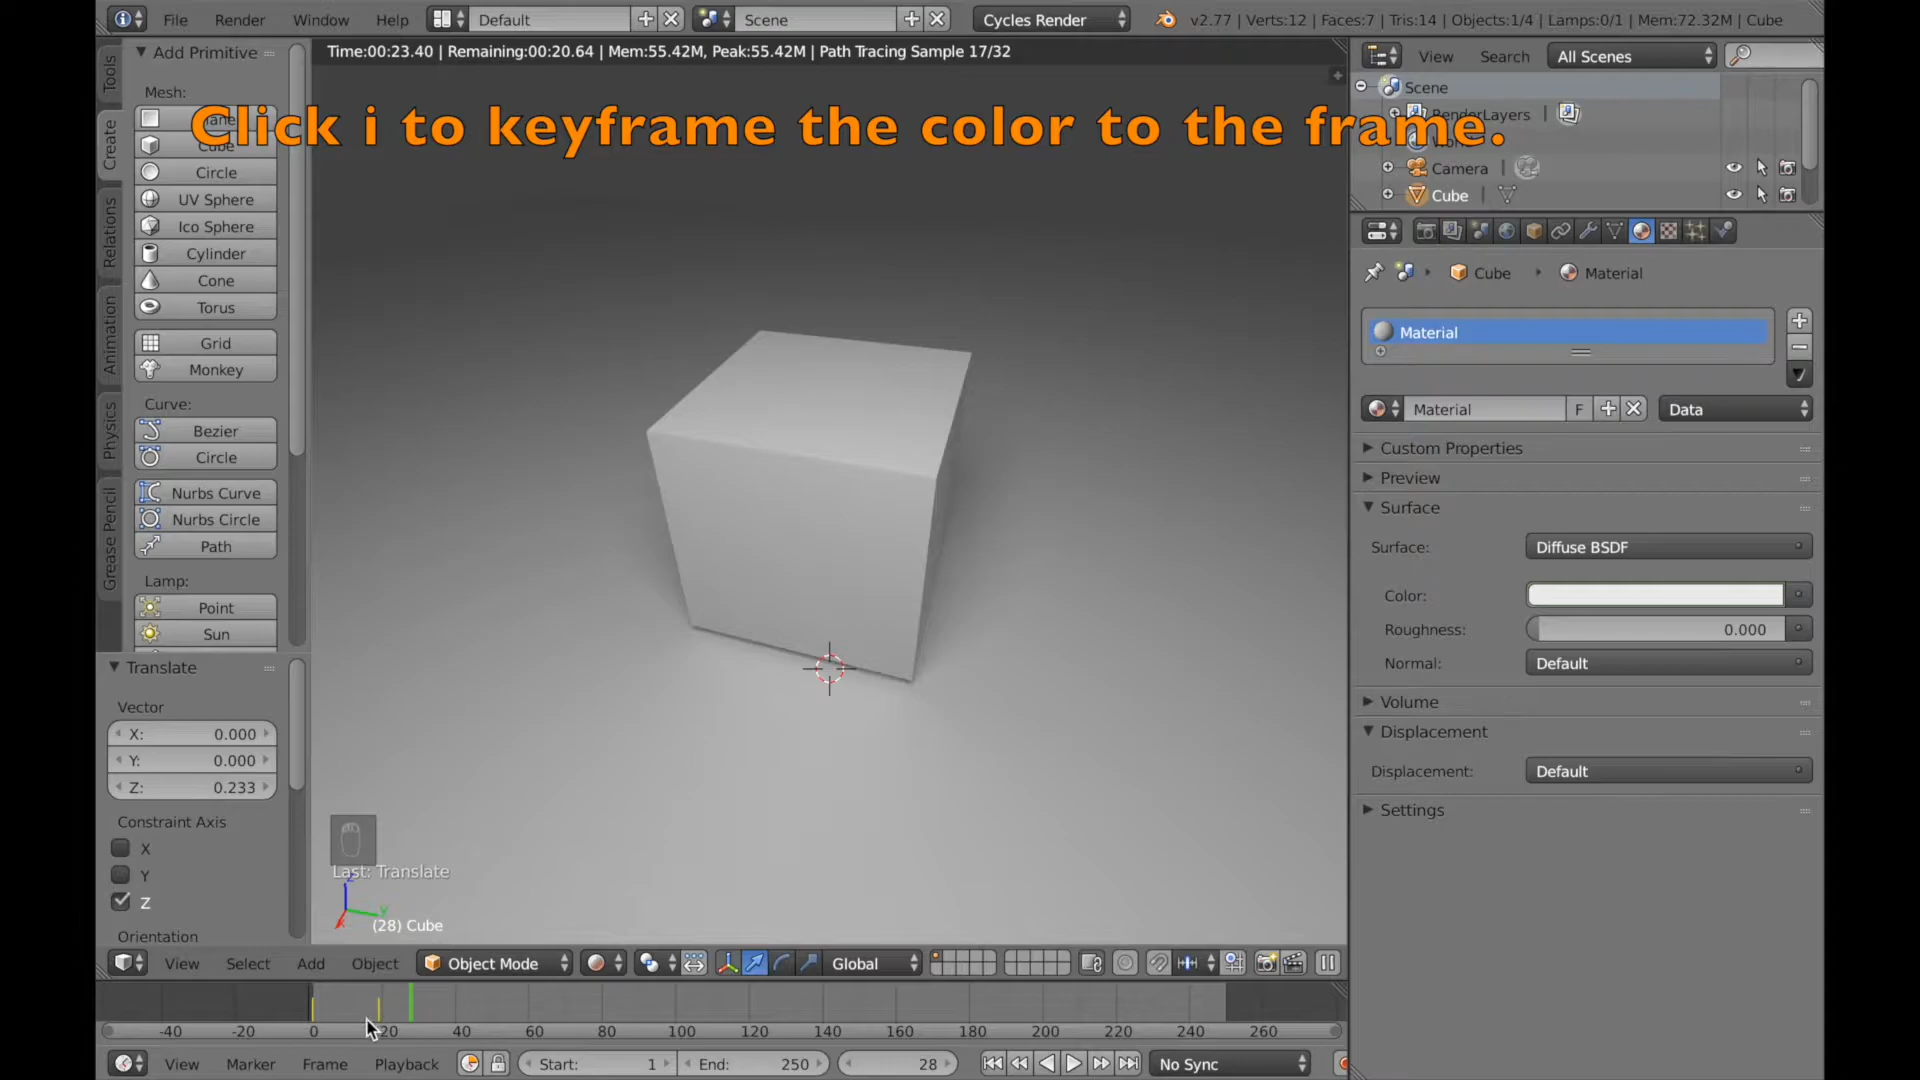 File Render Window Help Default Scene Cycles Render v2.77 | Verts:12 | Faces:7 | Tris:14 | Objects:1/4 | Lamps:0/1 | Mem:72.32M | Cube
Time:00:23.40 | Remaining:00:20.64 | Mem:55.42M, Peak:55.42M | Path Tracing Sample 17/32
Click i to keyframe the color to the frame.
Tools
Create
Relations
Animation
Physics
Grease Pencil
Add Primitive
Mesh:
Plane
Cube
Circle
UV Sphere
Ico Sphere
Cylinder
Cone
Torus
Grid
Monkey
Curve:
Bezier
Circle
Nurbs Curve
Nurbs Circle
Path
Lamp:
Point
Sun
Translate
Vector
X: 0.000
Y: 0.000
Z: 0.233
Constraint Axis
X
Y
Z
Orientation
Last: Translate
(28) Cube
View Select Add Object Object Mode Global
-40 -20 0 20 40 60 80 100 120 140 160 180 200 220 240 260
View Marker Frame Playback Start: 1 End: 250 28 No Sync
View Search All Scenes
Scene
RenderLayers
World
Camera
Cube
Cube Material
Material
Material F Data
Custom Properties
Preview
Surface
Surface: Diffuse BSDF
Color:
Roughness: 0.000
Normal: Default
Volume
Displacement
Displacement: Default
Settings